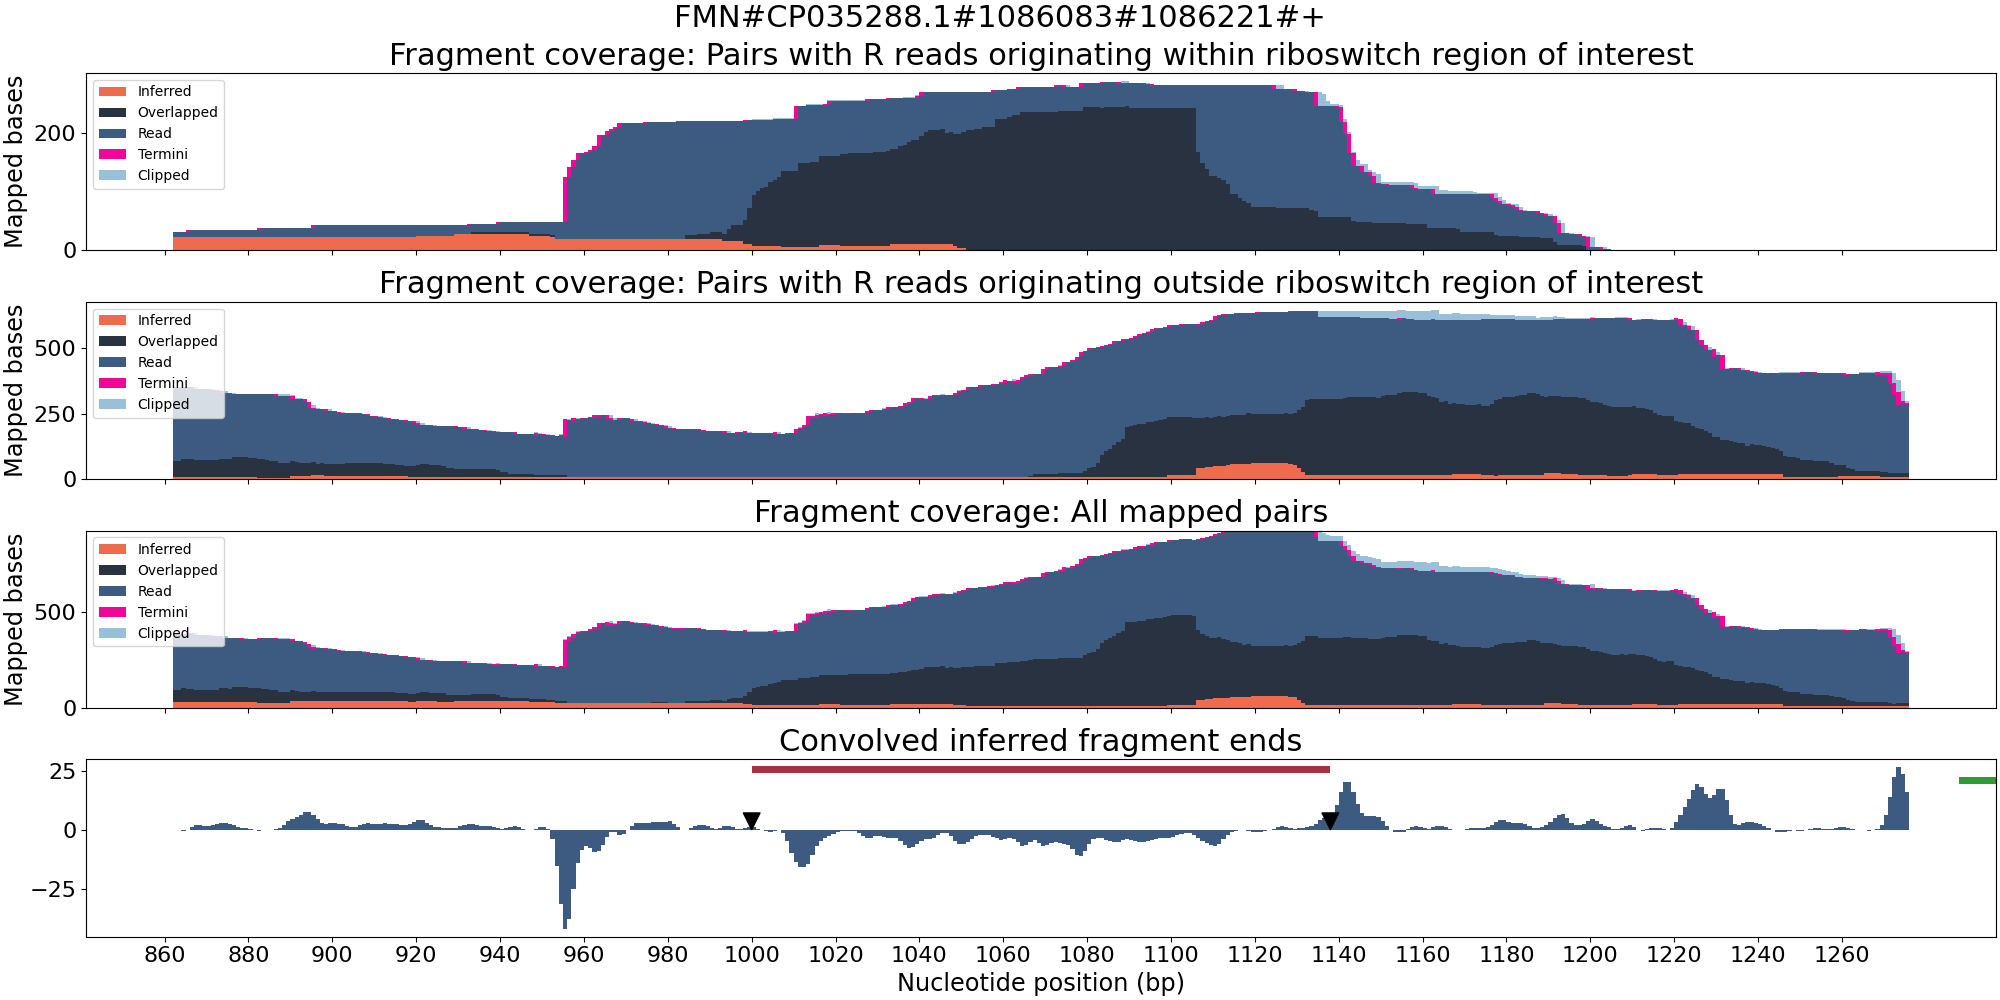 FMN#CP035288.1#1086083#1086221#+
Fragment coverage: Pairs with R reads originating within riboswitch region of interest
Mapped bases
200
0
Inferred
Overlapped
Read
Termini
Clipped
Fragment coverage: Pairs with R reads originating outside riboswitch region of interest
Mapped bases
500
250
0
Inferred
Overlapped
Read
Termini
Clipped
Fragment coverage: All mapped pairs
Mapped bases
500
0
Inferred
Overlapped
Read
Termini
Clipped
Convolved inferred fragment ends
25
0
−25
860 880 900 920 940 960 980 1000 1020 1040 1060 1080 1100 1120 1140 1160 1180 1200 1220 1240 1260
Nucleotide position (bp)